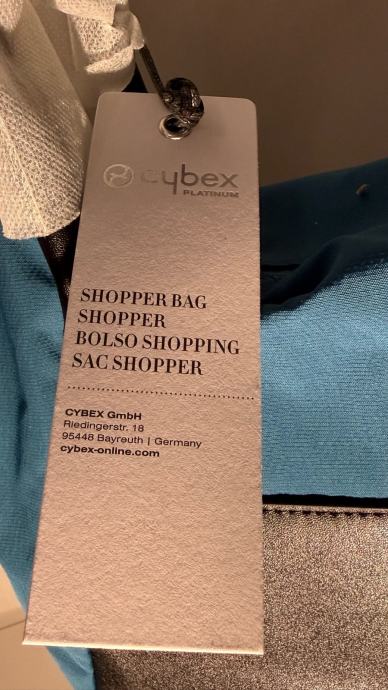 cybex
PLATINUM
SHOPPER BAG
SHOPPER
BOLSO SHOPPING
SAC SHOPPER
CYBEX GmbH
Riedingerstr. 18
95448 Bayreuth | Germany
cybex-online.com